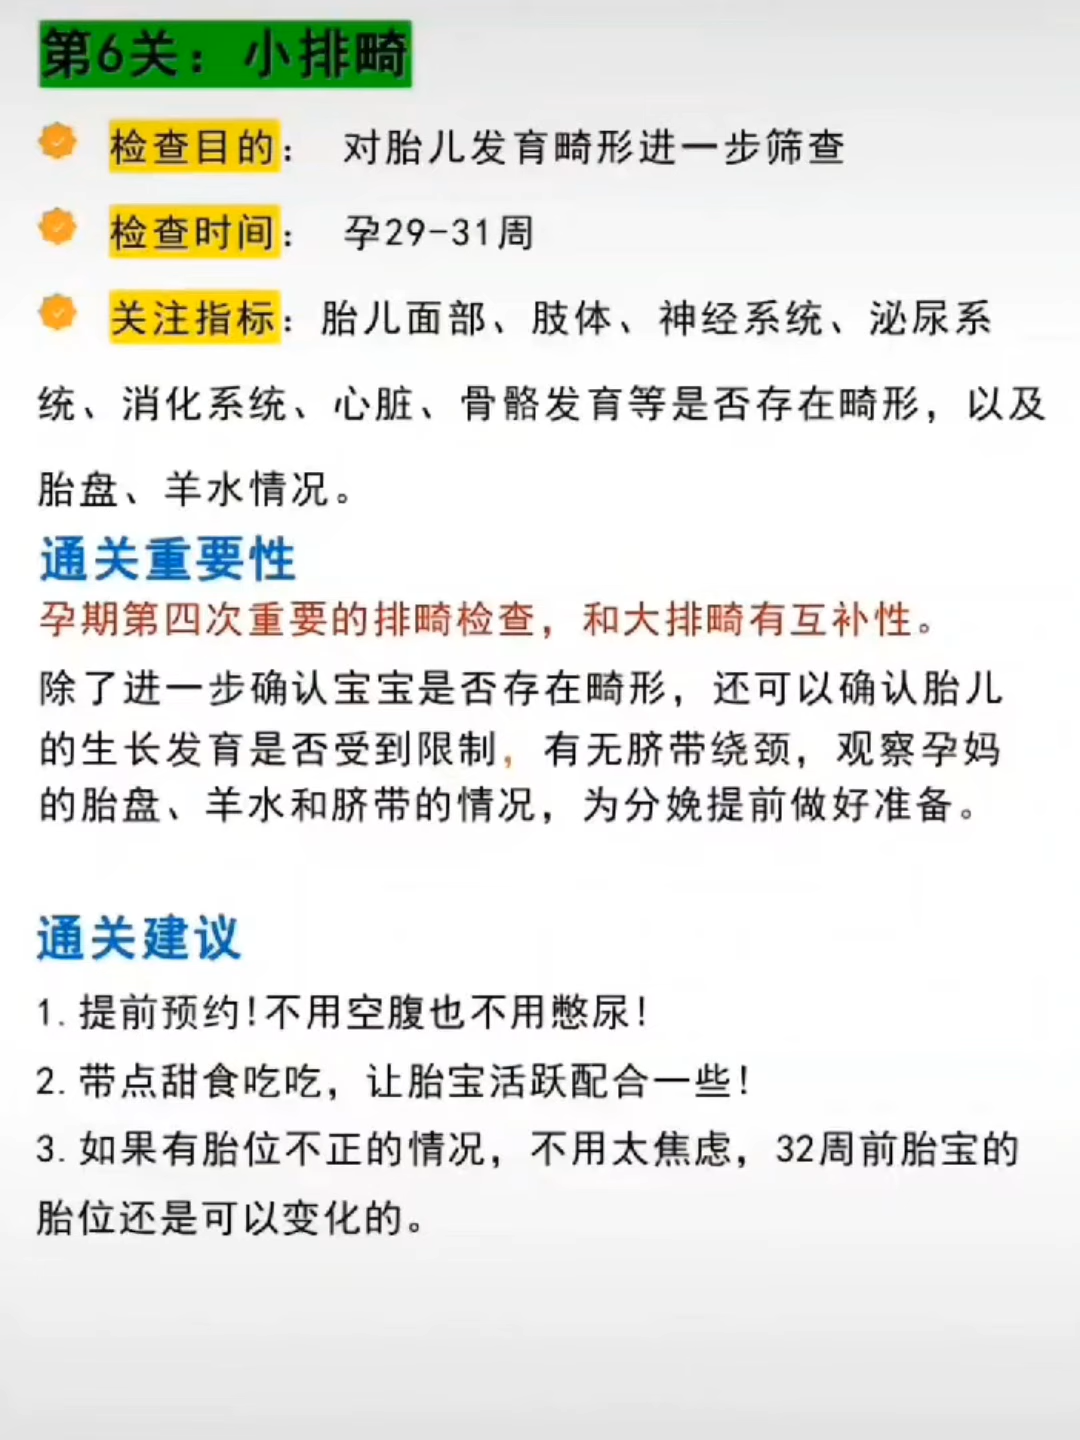 第6关：小排畸
检查目的： 对胎儿发育畸形进一步筛查
检查时间： 孕29-31周
关注指标：胎儿面部、肢体、神经系统、泌尿系
统、消化系统、心脏、骨骼发育等是否存在畸形，以及
胎盘、羊水情况。
通关重要性
孕期第四次重要的排畸检查，和大排畸有互补性。
除了进一步确认宝宝是否存在畸形，还可以确认胎儿
的生长发育是否受到限制，有无脐带绕颈，观察孕妈
的胎盘、羊水和脐带的情况，为分娩提前做好准备。
通关建议
1.提前预约!不用空腹也不用憋尿!
2.带点甜食吃吃，让胎宝活跃配合一些!
3.如果有胎位不正的情况，不用太焦虑，32周前胎宝的
胎位还是可以变化的。